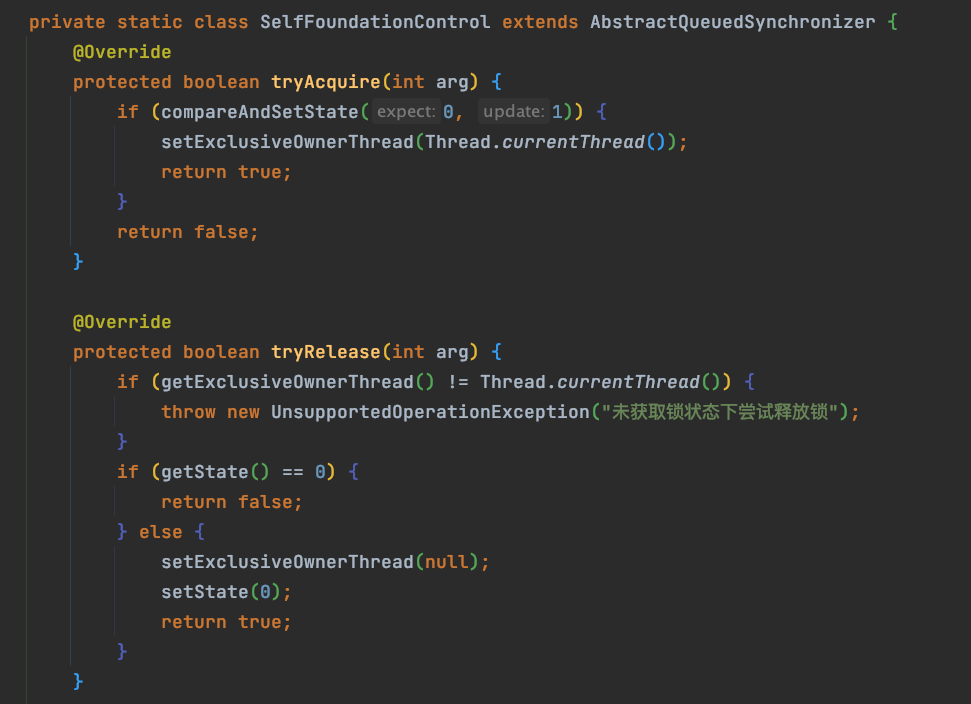 private static class SelfFoundationControl extends AbstractQueuedSynchronizer {
@Override
protected boolean tryAcquire(int arg) {
if (compareAndSetState( expect: 0, update: 1)) {
setExclusiveOwnerThread(Thread.currentThread());
return true;
}
return false;
}
@Override
protected boolean tryRelease(int arg) {
if (getExclusiveOwnerThread() != Thread.currentThread()) {
throw new UnsupportedOperationException("未获取锁状态下尝试释放锁");
}
if (getState() == 0) {
return false;
} else {
setExclusiveOwnerThread(null);
setState(0);
return true;
}
}